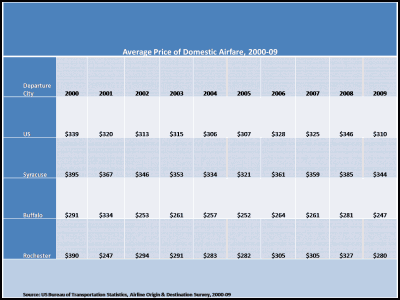 Average Price of Domestic Airfare, 2000-09
Departure
City 2000 2001 2002 2003 2004 2005 2006 2007 2008 2009
US $339 $320 $313 $315 $306 $307 $328 $325 $346 $310
Syracuse $395 $367 $346 $353 $334 $321 $361 $359 $385 $344
Buffalo $291 $334 $253 $261 $257 $252 $264 $261 $281 $247
Rochester $390 $247 $294 $291 $283 $282 $305 $305 $327 $280
Source: US Bureau of Transportation Statistics, Airline Origin & Destination Survey, 2000-09